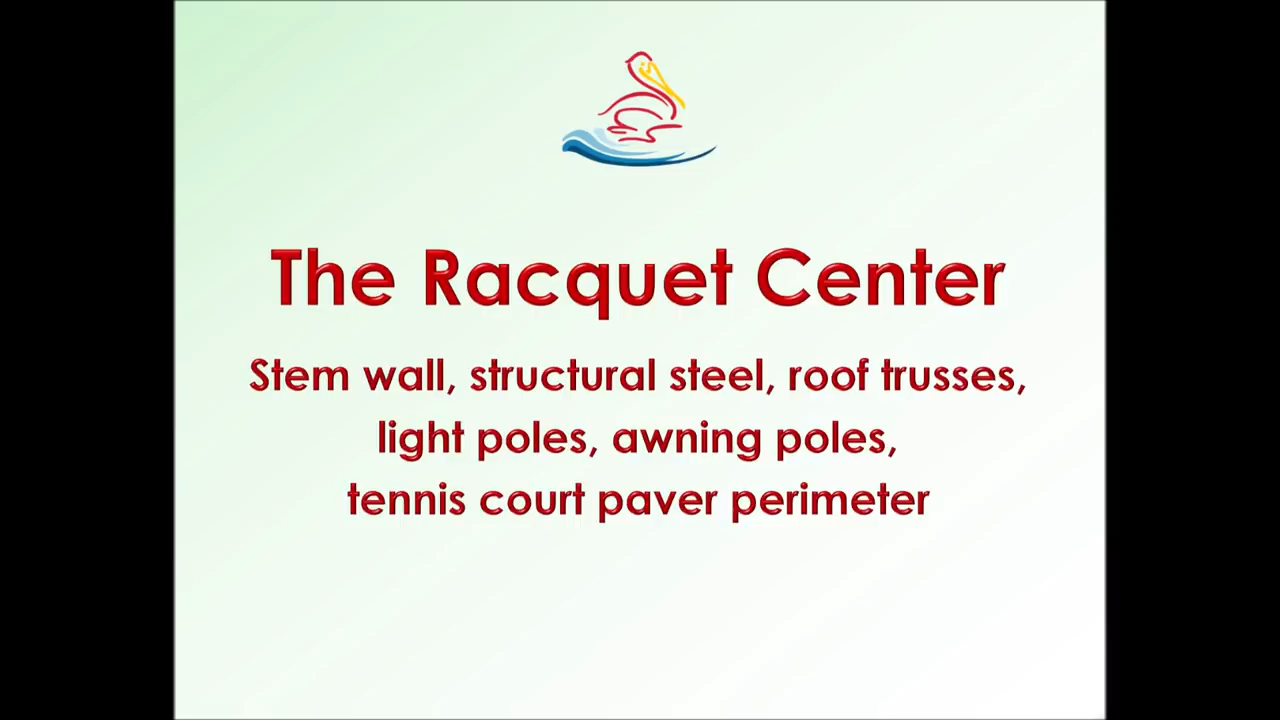 The Racquet Center
Stem wall, structural steel, roof trusses,
light poles, awning poles,
tennis court paver perimeter